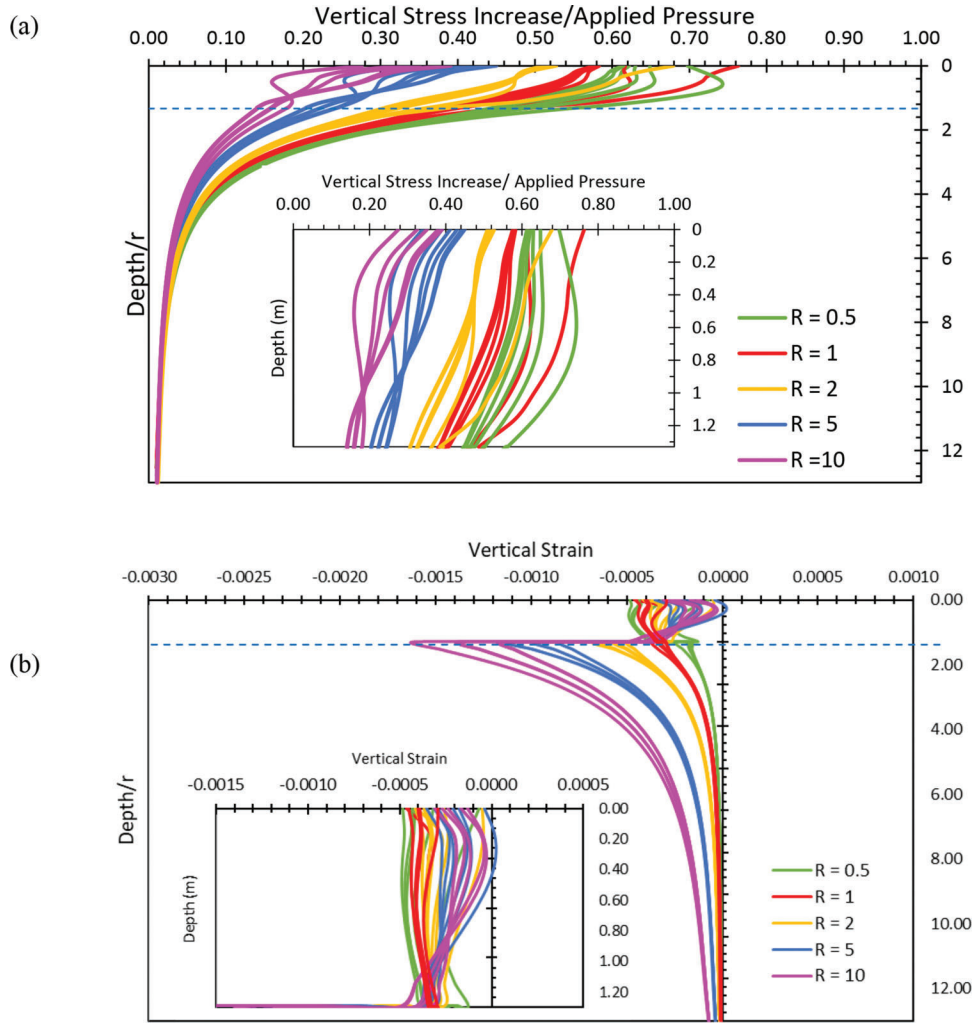 (a)
Vertical Stress Increase/Applied Pressure
0.00 0.10 0.20 0.30 0.40 0.50 0.60 0.70 0.80 0.90 1.00
0
2
4
6
8
10
12
Depth/r
Vertical Stress Increase/ Applied Pressure
0.00 0.20 0.40 0.60 0.80 1.00
0
0.2
0.4
0.6
0.8
1
1.2
Depth (m)
R = 0.5
R = 1
R = 2
R = 5
R =10
(b)
Vertical Strain
-0.0030 -0.0025 -0.0020 -0.0015 -0.0010 -0.0005 0.0000 0.0005 0.0010
0.00
2.00
4.00
6.00
8.00
10.00
12.00
Depth/r
Vertical Strain
-0.0015 -0.0010 -0.0005 0.0000 0.0005
0.00
0.20
0.40
0.60
0.80
1.00
1.20
Depth (m)
R = 0.5
R = 1
R = 2
R = 5
R = 10